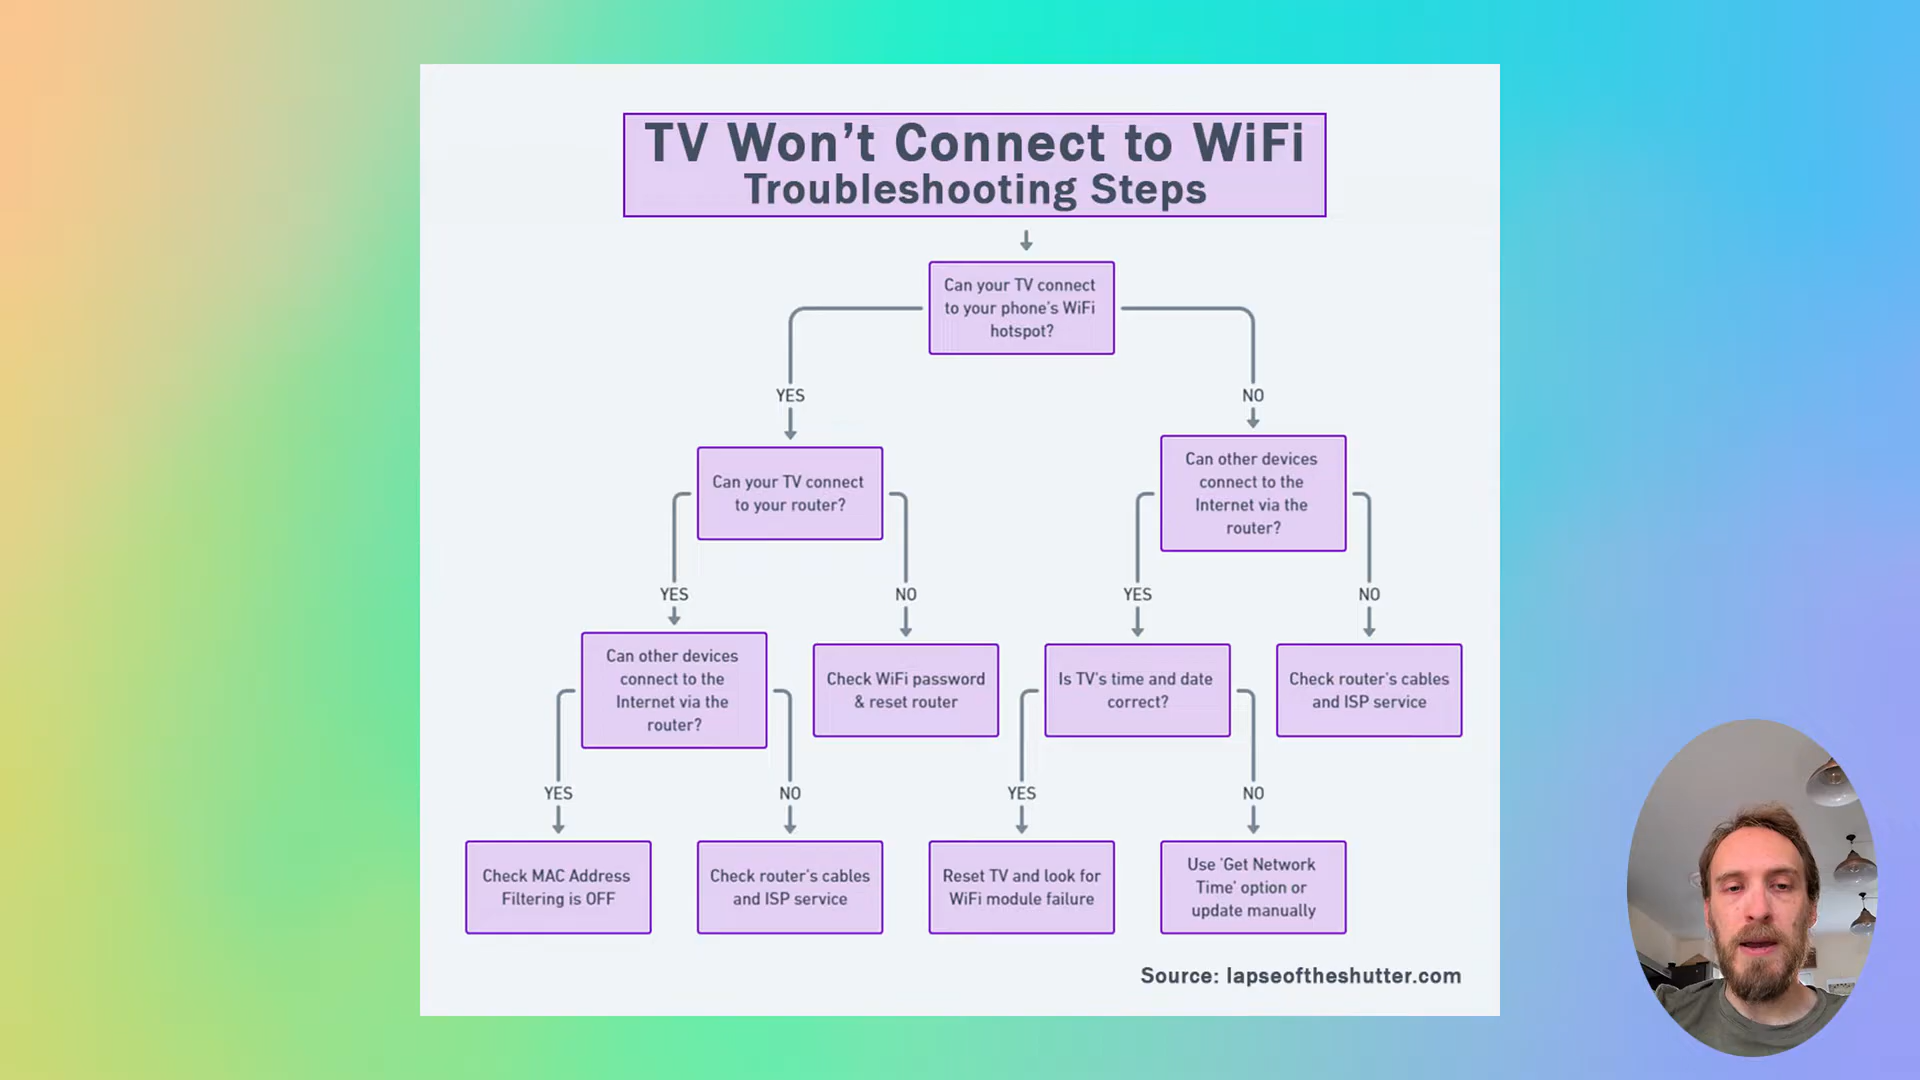 TV Won’t Connect to WiFi
Troubleshooting Steps
Can your TV connect
to your phone's WiFi
hotspot?
YES
NO
Can your TV connect
to your router?
Can other devices
connect to the
Internet via the
router?
YES
NO
YES
NO
Can other devices
connect to the
Internet via the
router?
Check WiFi password
& reset router
Is TV's time and date
correct?
Check router's cables
and ISP service
YES
NO
YES
NO
Check MAC Address
Filtering is OFF
Check router's cables
and ISP service
Reset TV and look for
WiFi module failure
Use 'Get Network
Time' option or
update manually
Source: lapseoftheshutter.com